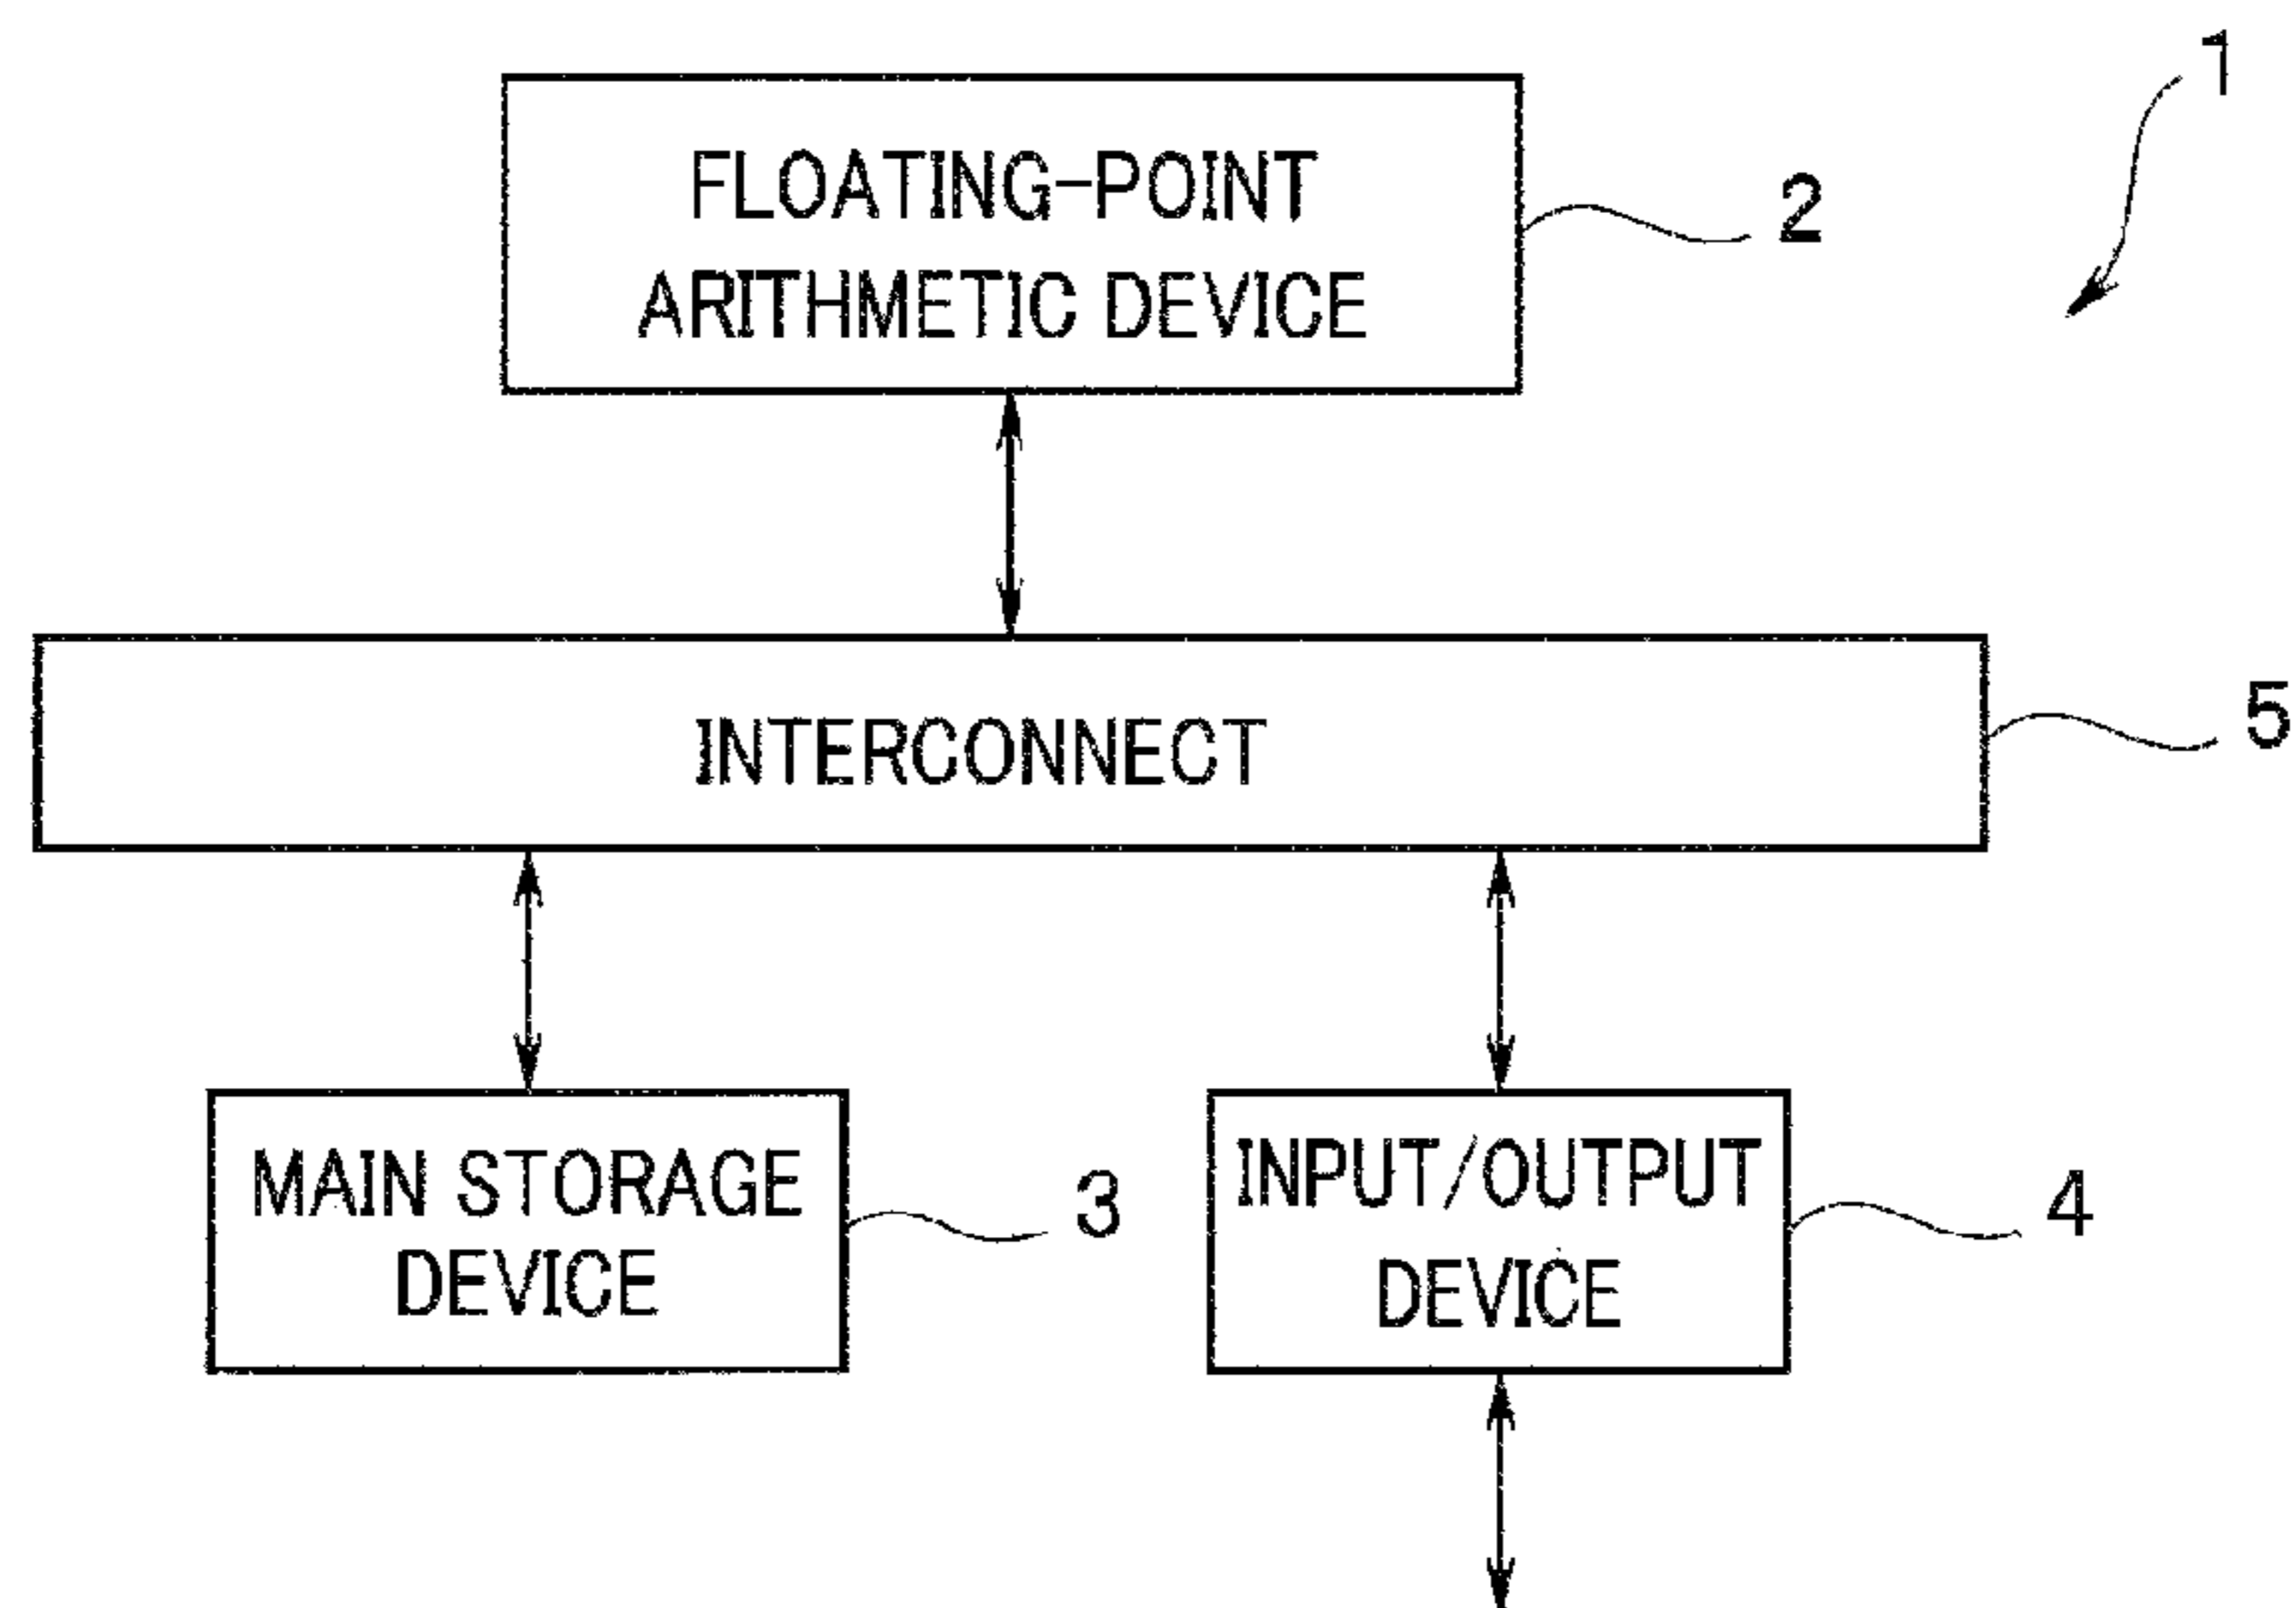 1
FLOATING-POINT
ARITHMETIC DEVICE
2
INTERCONNECT
5
MAIN STORAGE
DEVICE
3
INPUT/OUTPUT
DEVICE
4